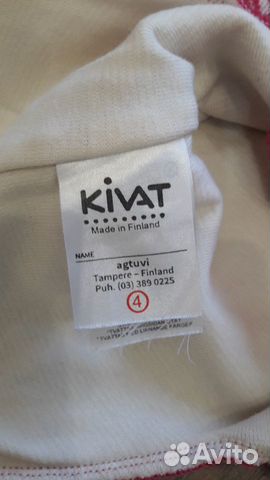 KiVAT
Made in Finland
NAME
agtuvi
Tampere – Finland
Puh. (03) 389 0225
4
Avito